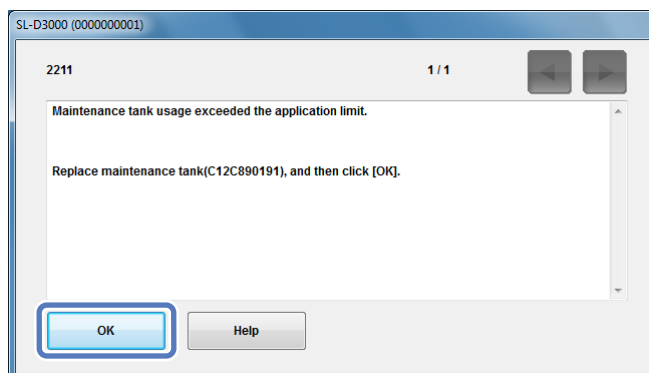 SL-D3000 (0000000001)
2211 1 / 1
Maintenance tank usage exceeded the application limit.
Replace maintenance tank(C12C890191), and then click [OK].
OK Help